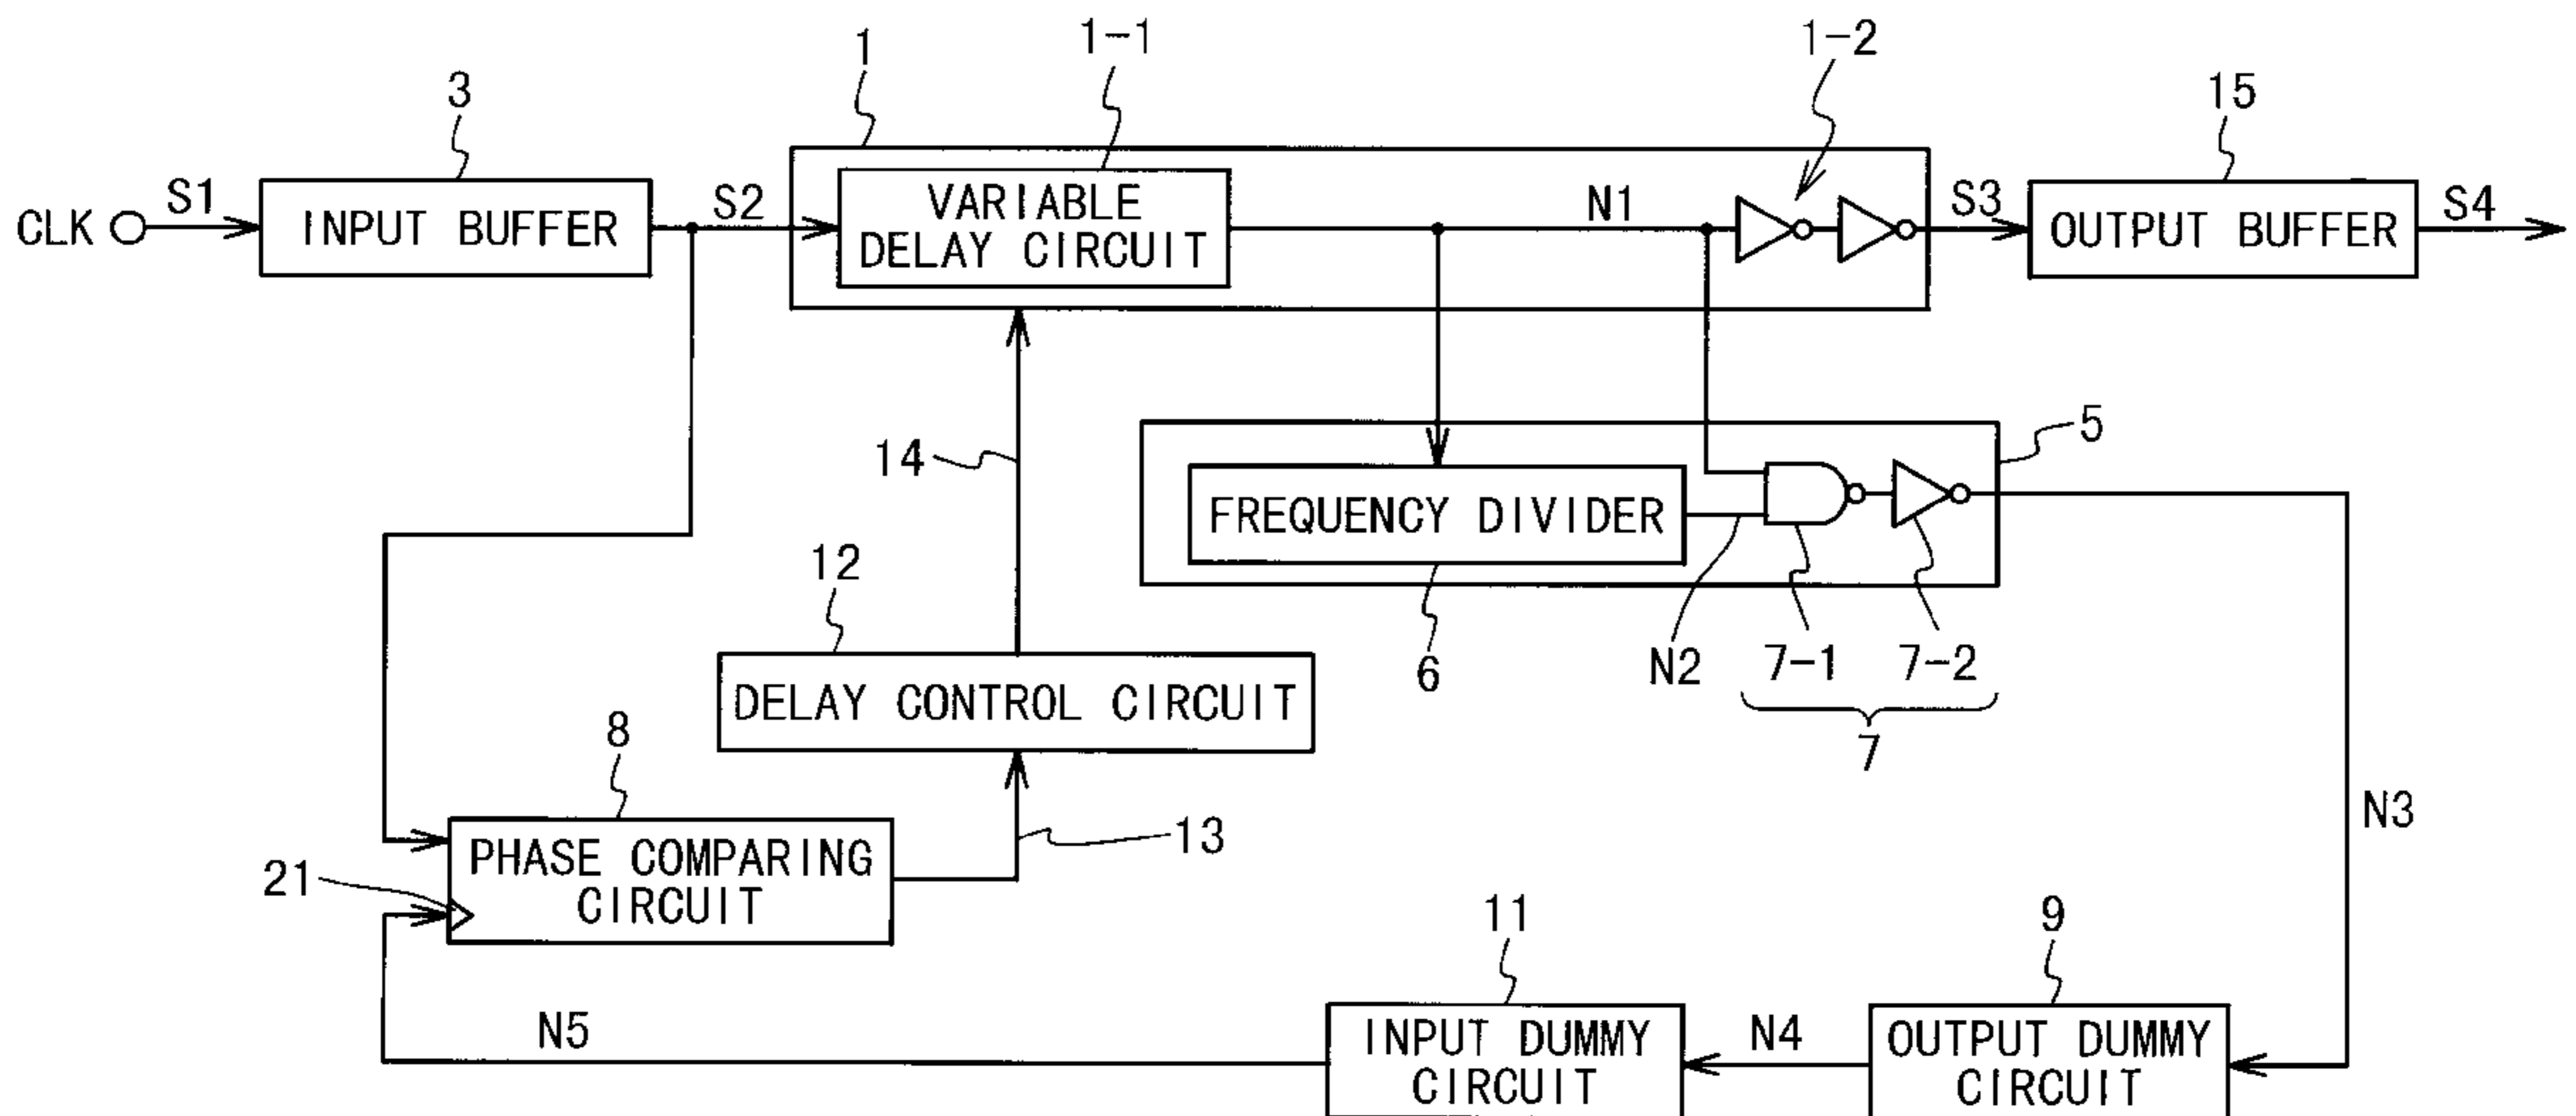 1
1-1
1-2
3
15
CLK
S1
INPUT BUFFER
S2
VARIABLE
DELAY CIRCUIT
N1
S3
OUTPUT BUFFER
S4
14
5
FREQUENCY DIVIDER
12
6
N2
7-1
7-2
7
DELAY CONTROL CIRCUIT
8
13
N3
21
PHASE COMPARING
CIRCUIT
11
9
N5
INPUT DUMMY
CIRCUIT
N4
OUTPUT DUMMY
CIRCUIT